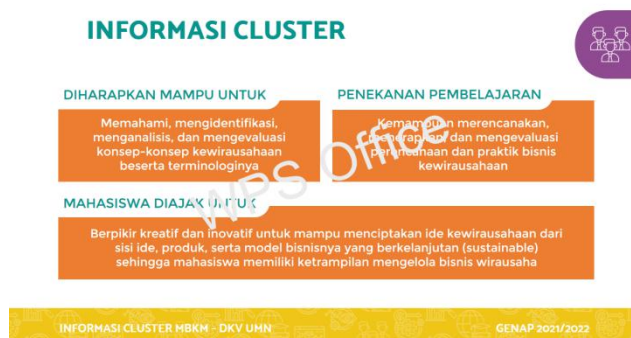 INFORMASI CLUSTER
DIHARAPKAN MAMPU UNTUK
Memahami, mengidentifikasi,
menganalisis, dan mengevaluasi
konsep-konsep kewirausahaan
beserta terminologinya
PENEKANAN PEMBELAJARAN
Kemampuan merencanakan,
menerapkan, dan mengevaluasi
perencanaan dan praktik bisnis
kewirausahaan
WPS Office
MAHASISWA DIAJAK UNTUK
Berpikir kreatif dan inovatif untuk mampu menciptakan ide kewirausahaan dari
sisi ide, produk, serta model bisnisnya yang berkelanjutan (sustainable)
sehingga mahasiswa memiliki ketrampilan mengelola bisnis wirausaha
INFORMASI CLUSTER MBKM - DKV UMN
GENAP 2021/2022